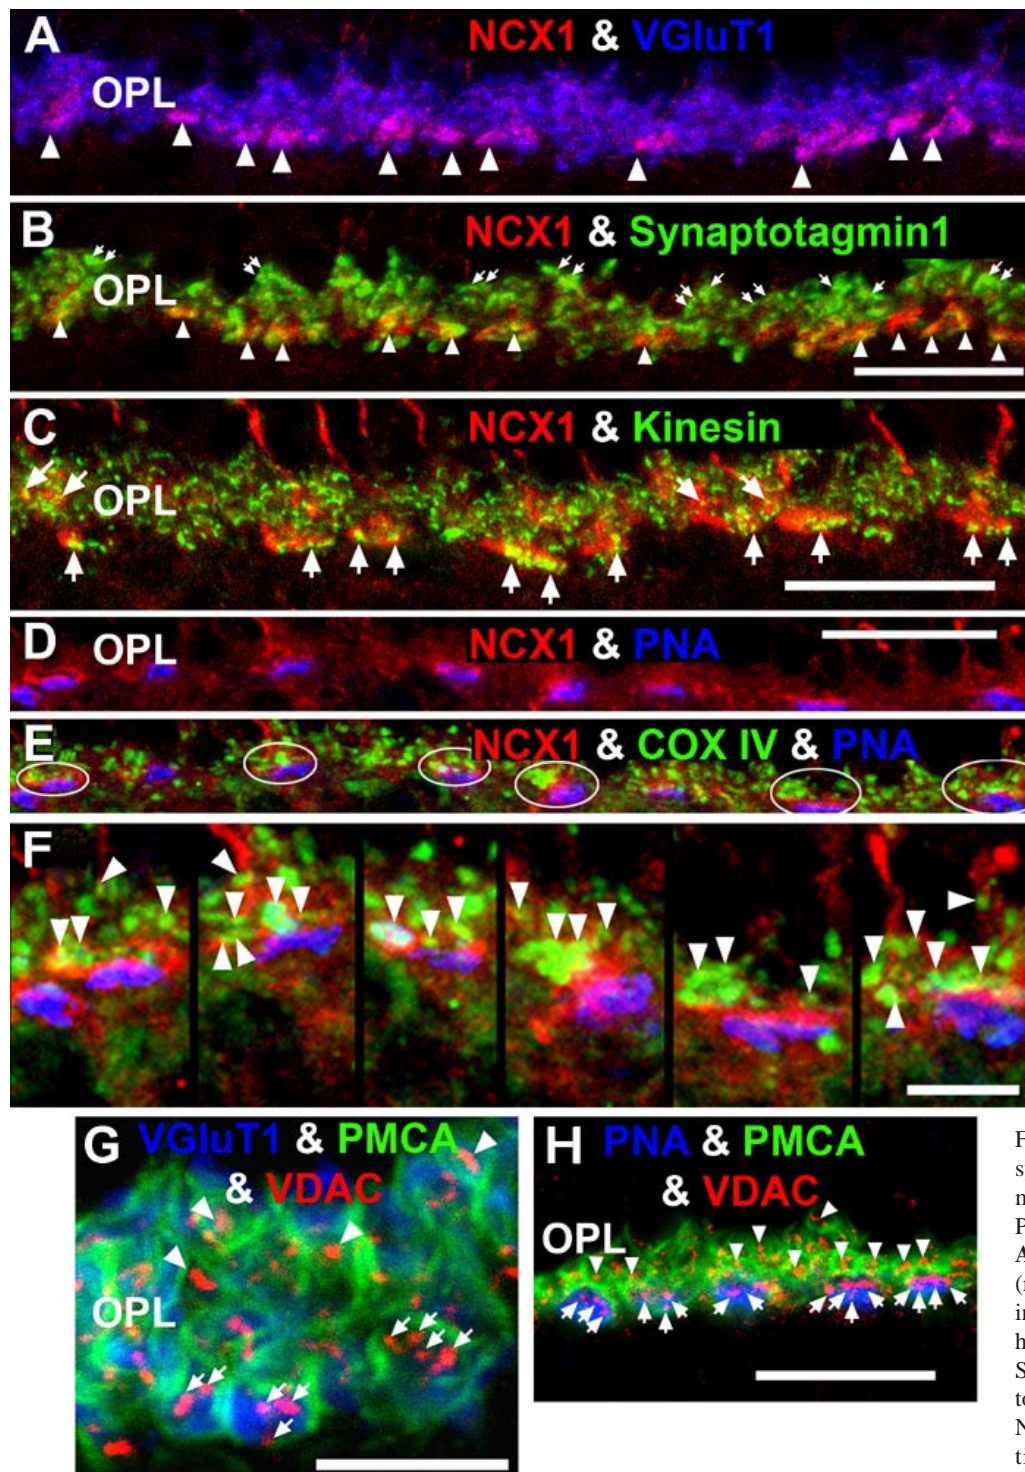 A NCX1 & VGluT1
OPL
B NCX1 & Synaptotagmin1
OPL
C NCX1 & Kinesin
OPL
D OPL NCX1 & PNA
E NCX1 & COX IV & PNA
F
G VGluT1 & PMCA
& VDAC
OPL
H PNA & PMCA
& VDAC
OPL